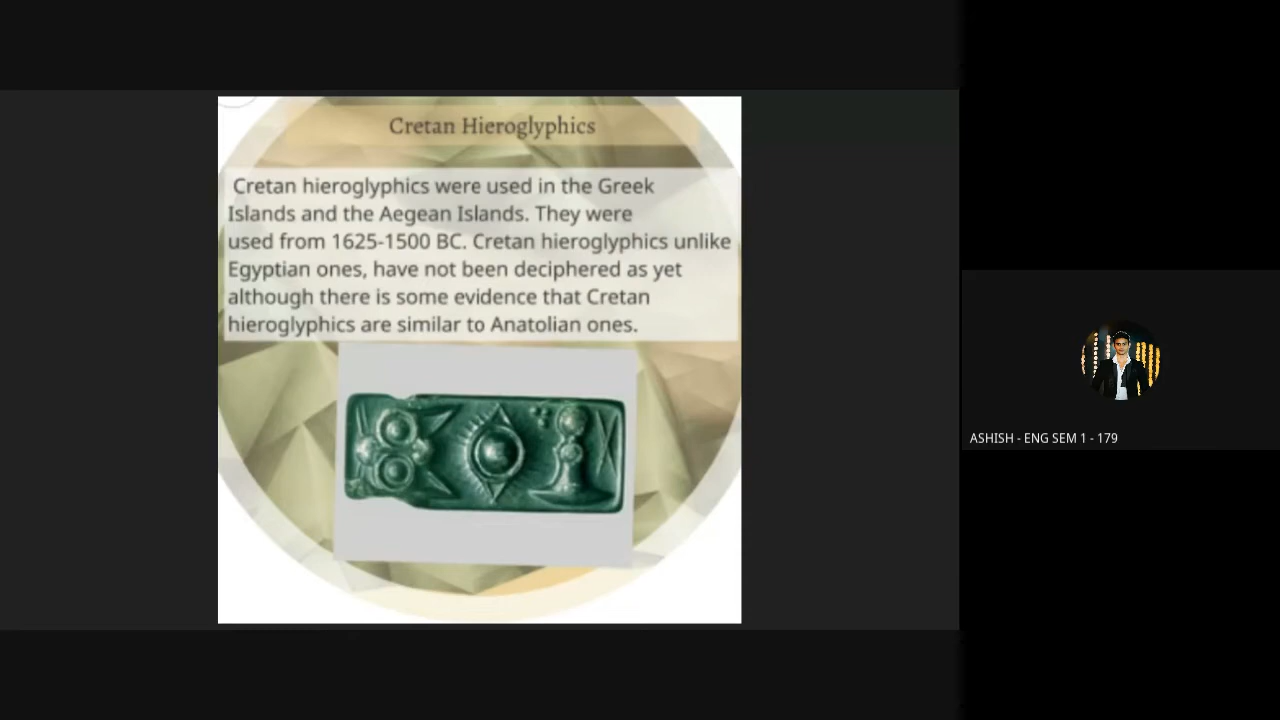 Cretan Hieroglyphics
Cretan hieroglyphics were used in the Greek
Islands and the Aegean Islands. They were
used from 1625-1500 BC. Cretan hieroglyphics unlike
Egyptian ones, have not been deciphered as yet
although there is some evidence that Cretan
hieroglyphics are similar to Anatolian ones.
ASHISH - ENG SEM 1 - 179